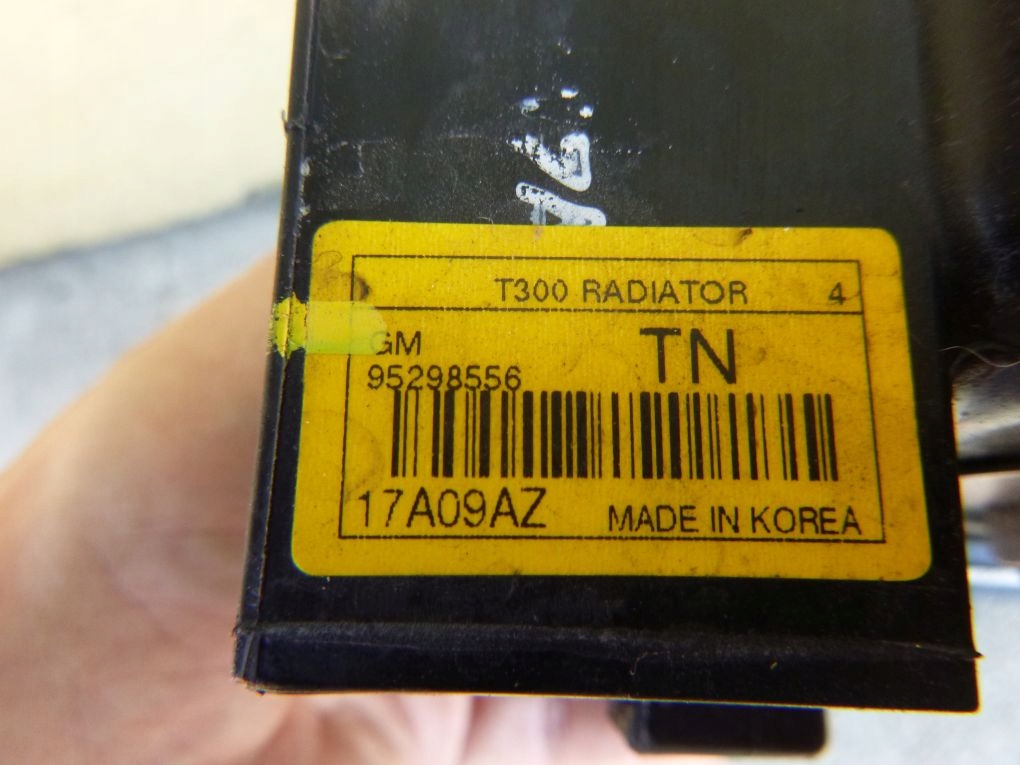 T300 RADIATOR 4
GM TN
95298556
17A09AZ MADE IN KOREA